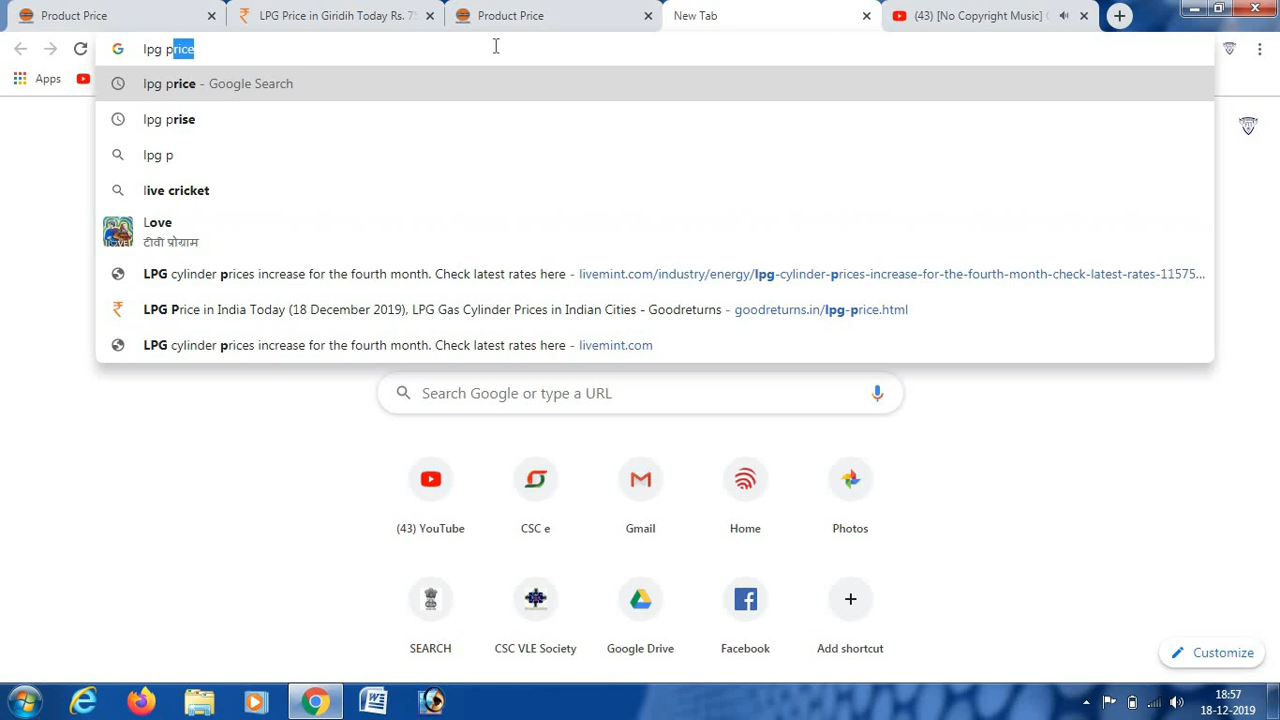 Product Price
LPG Price in Giridih Today Rs. 75
Product Price
New Tab
(43) [No Copyright Music]
lpg price
Apps
lpg price - Google Search
lpg prise
lpg p
live cricket
Love
टीवी प्रोग्राम
LPG cylinder prices increase for the fourth month. Check latest rates here - livemint.com/industry/energy/lpg-cylinder-prices-increase-for-the-fourth-month-check-latest-rates-11575...
LPG Price in India Today (18 December 2019), LPG Gas Cylinder Prices in Indian Cities - Goodreturns - goodreturns.in/lpg-price.html
LPG cylinder prices increase for the fourth month. Check latest rates here - livemint.com
Search Google or type a URL
(43) YouTube
CSC e
Gmail
Home
Photos
SEARCH
CSC VLE Society
Google Drive
Facebook
Add shortcut
Customize
18:57
18-12-2019